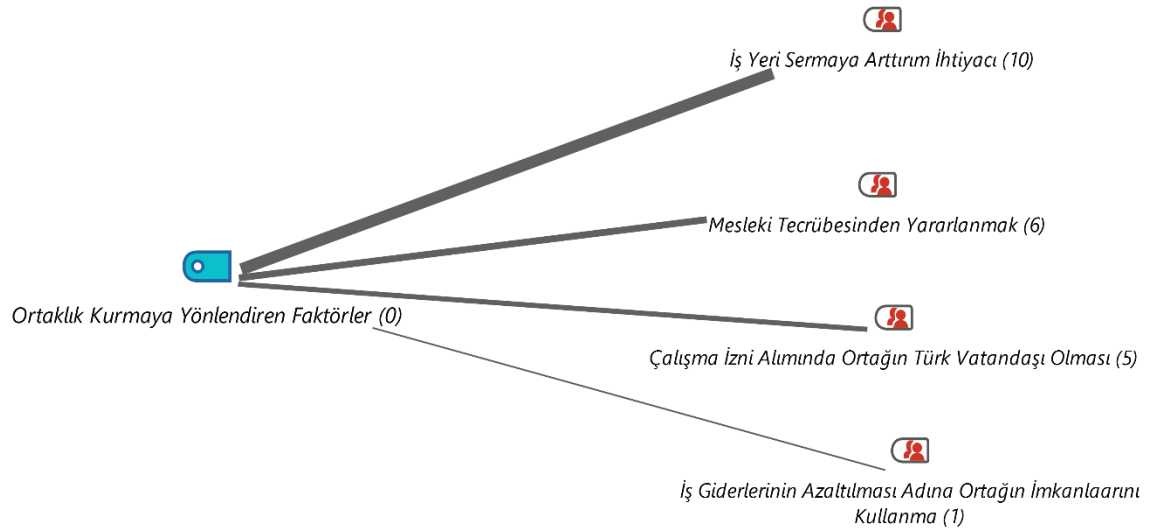 İş Yeri Sermaya Arttırım İhtiyacı (10)
Mesleki Tecrübesinden Yararlanmak (6)
Ortaklık Kurmaya Yönlendiren Faktörler (0)
Çalışma İzni Alımında Ortağın Türk Vatandaşı Olması (5)
İş Giderlerinin Azaltılması Adına Ortağın İmkanlaarını
Kullanma (1)